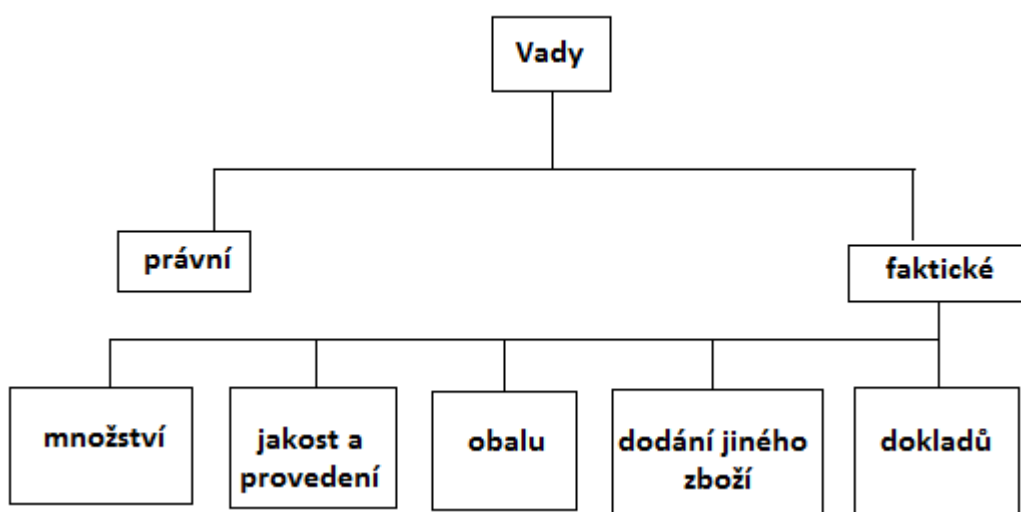 Vady
právní
faktické
množství
jakost a
provedení
obalu
dodání jiného
zboží
dokladů